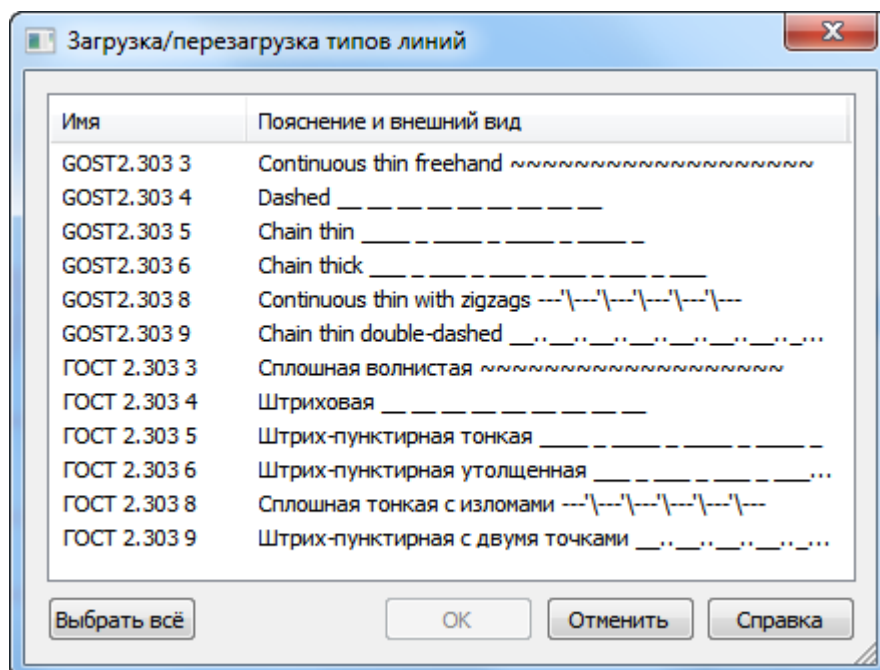 Загрузка/перезагрузка типов линий
Имя Пояснение и внешний вид
GOST2.303 3 Continuous thin freehand ~~~~~~~~~~~~~~~~~~~
GOST2.303 4 Dashed __ __ __ __ __ __ __ __ __
GOST2.303 5 Chain thin ____ _ ____ _ ____ _ ____ _
GOST2.303 6 Chain thick ___ _ ___ _ ___ _ ___ _ ___
GOST2.303 8 Continuous thin with zigzags ---'\---'\---'\---'\---'\---
GOST2.303 9 Chain thin double-dashed __..__..__..__..__..__..__.._...
ГОСТ 2.303 3 Сплошная волнистая ~~~~~~~~~~~~~~~~~~~
ГОСТ 2.303 4 Штриховая __ __ __ __ __ __ __ __ __
ГОСТ 2.303 5 Штрих-пунктирная тонкая ____ _ ____ _ ____ _ ____ _
ГОСТ 2.303 6 Штрих-пунктирная утолщенная ___ _ ___ _ ___ _ ___...
ГОСТ 2.303 8 Сплошная тонкая с изломами ---'\---'\---'\---'\---'\---
ГОСТ 2.303 9 Штрих-пунктирная с двумя точками __..__..__..__.._...
Выбрать всё OK Отменить Справка